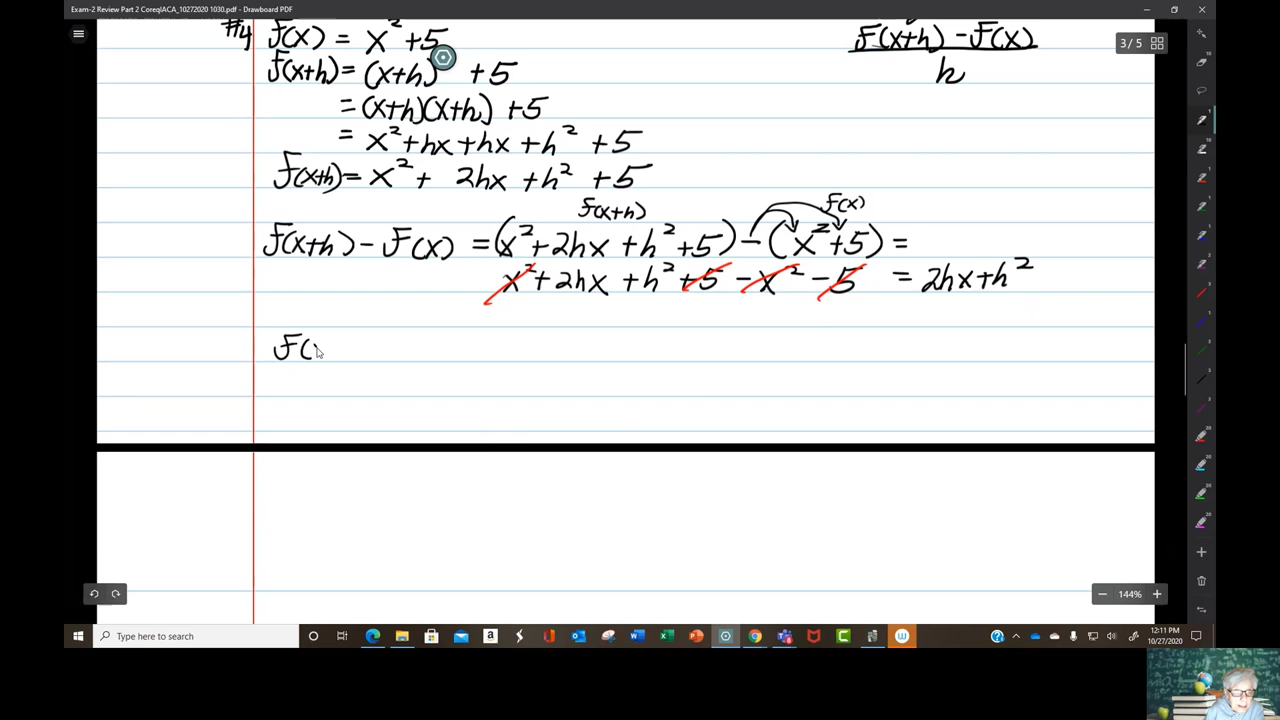 Exam-2 Review Part 2 CoreqIACA_10272020 1030.pdf - Drawboard PDF
#4 F(x) = x² + 5
F(x+h) - F(x)
h
3 / 5
F(x+h) = (x+h) + 5
= (x+h)(x+h) + 5
= x² + hx + hx + h² + 5
F(x+h) = x² + 2hx + h² + 5
F(x+h) F(x)
F(x+h) - F(x) = (x² + 2hx + h² + 5) - (x² + 5) =
x² + 2hx + h² + 5 - x² - 5 = 2hx + h²
F(
144%
Type here to search
12:11 PM
10/27/2020